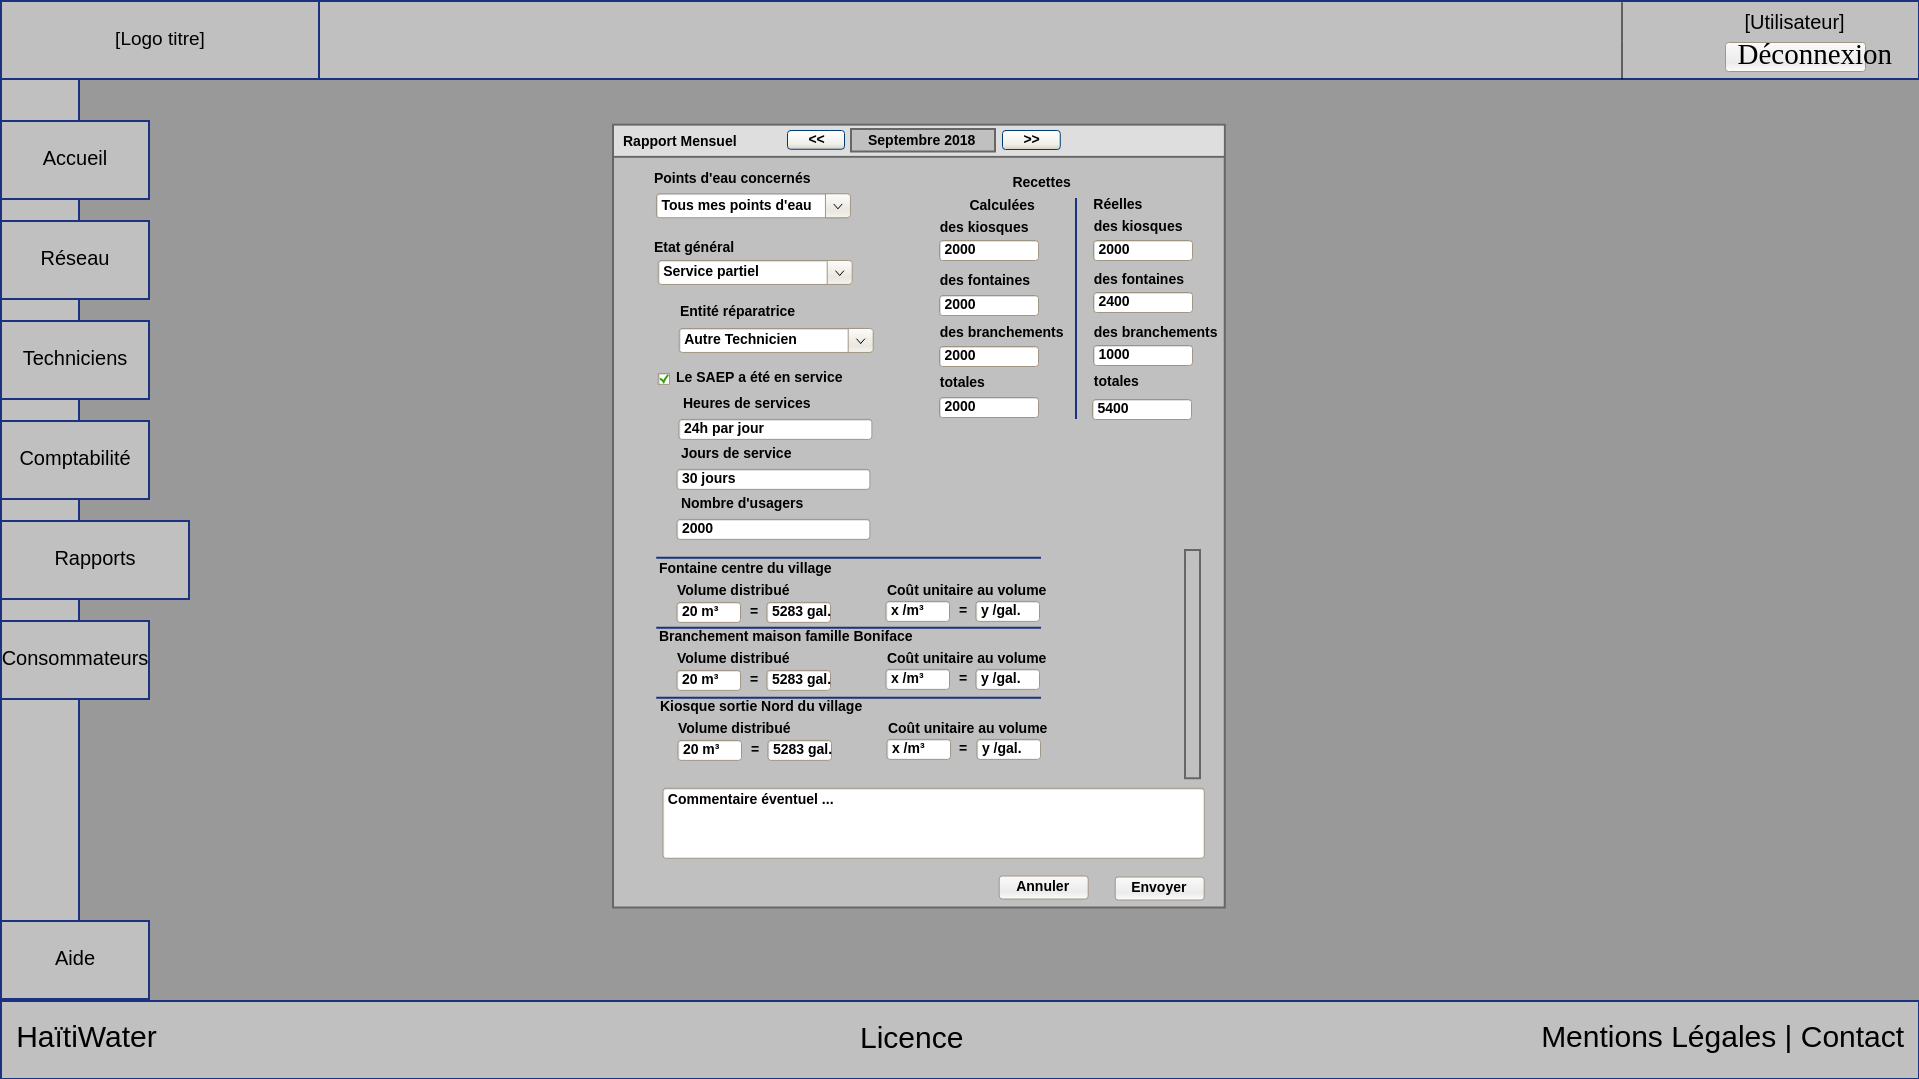 [Logo titre]
[Utilisateur]
Déconnexion
Accueil
Réseau
Techniciens
Comptabilité
Rapports
Consommateurs
Aide
Rapport Mensuel
<<
Septembre 2018
>>
Points d'eau concernés
Tous mes points d'eau
Etat général
Service partiel
Entité réparatrice
Autre Technicien
Le SAEP a été en service
Heures de services
24h par jour
Jours de service
30 jours
Nombre d'usagers
2000
Recettes
Calculées
des kiosques
2000
des fontaines
2000
des branchements
2000
totales
2000
Réelles
des kiosques
2000
des fontaines
2400
des branchements
1000
totales
5400
Fontaine centre du village
Volume distribué Coût unitaire au volume
20 m³ = 5283 gal. x /m³ = y /gal.
Branchement maison famille Boniface
Volume distribué Coût unitaire au volume
20 m³ = 5283 gal. x /m³ = y /gal.
Kiosque sortie Nord du village
Volume distribué Coût unitaire au volume
20 m³ = 5283 gal. x /m³ = y /gal.
Commentaire éventuel ...
Annuler Envoyer
HaïtiWater Licence Mentions Légales | Contact